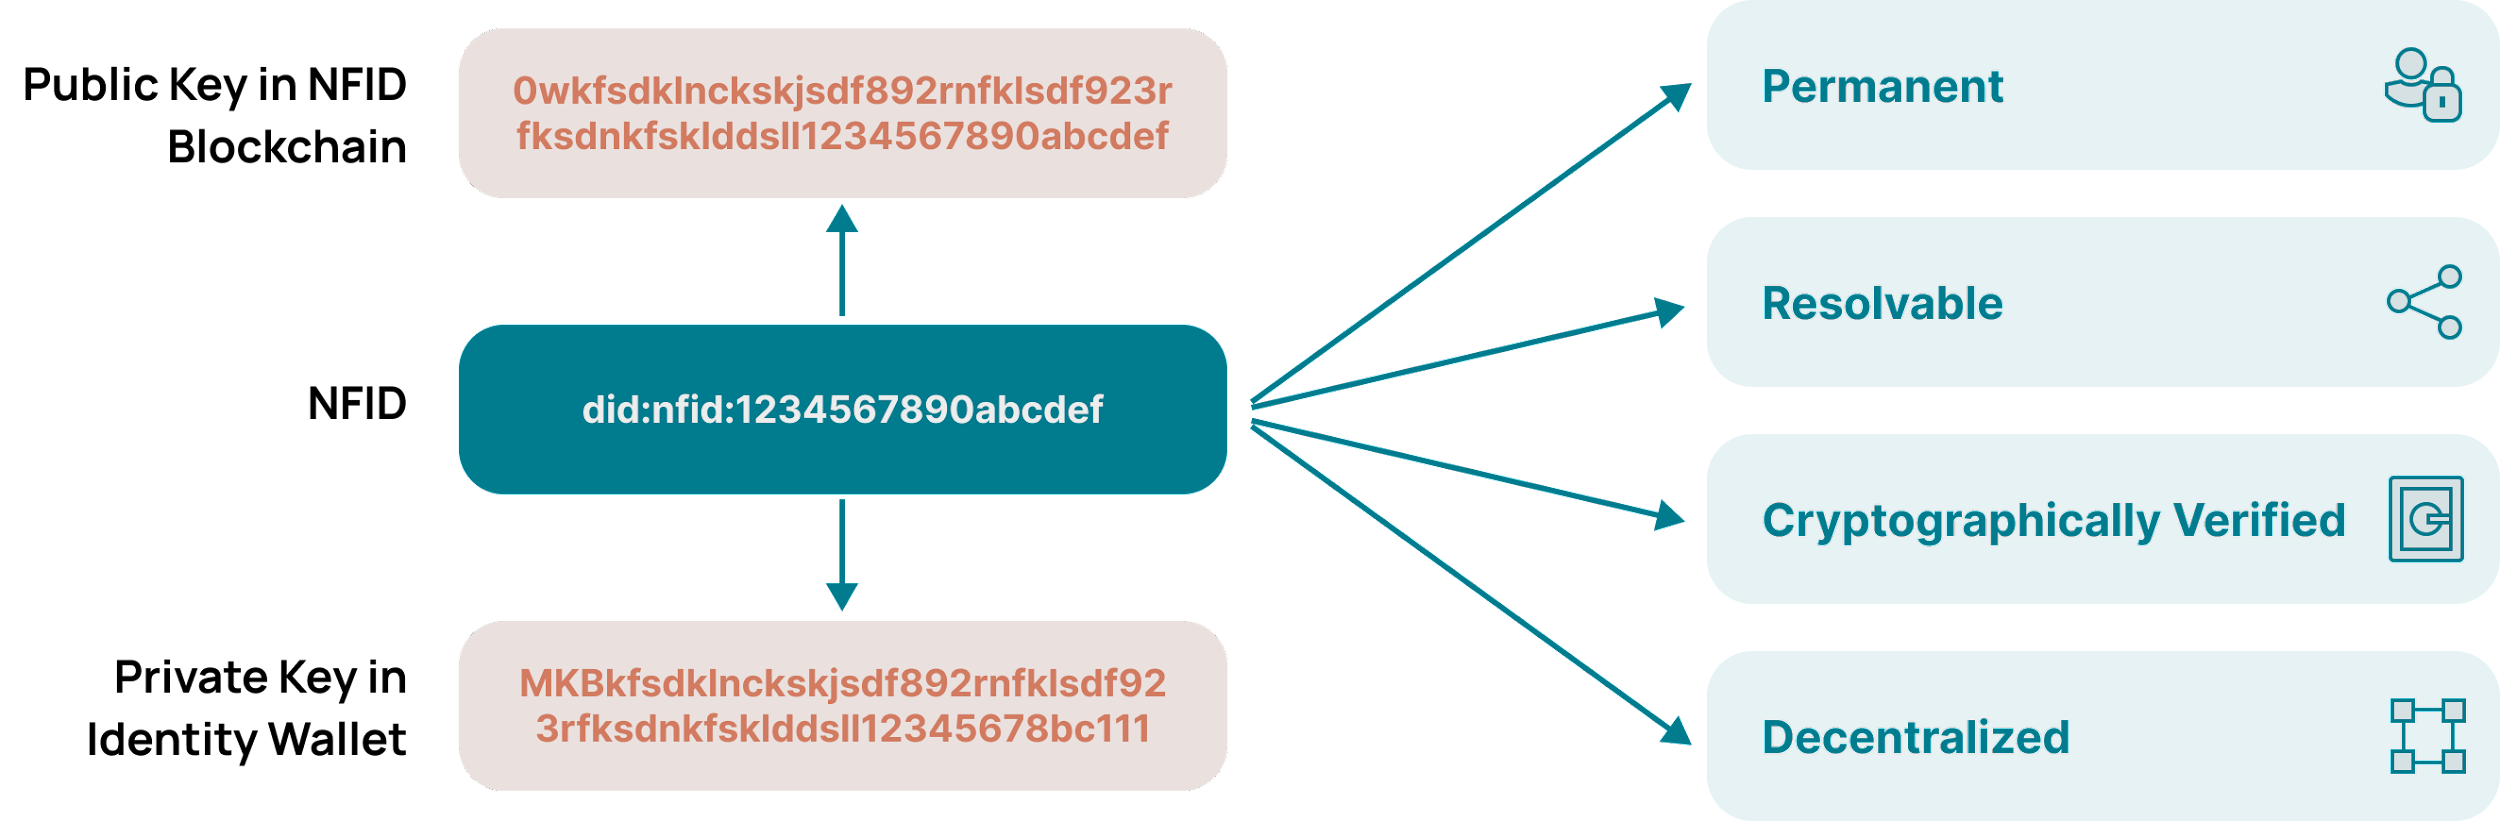 Public Key in NFID
Blockchain
0wkfsdklnckskjsdf892rnfklsdf923r
fksdnkfsklddsll1234567890abcdef
NFID
did:nfid:1234567890abcdef
Private Key in
Identity Wallet
MKBkfsdklnckskjsdf892rnfklsdf92
3rfksdnkfsklddsll12345678bc111
Permanent
Resolvable
Cryptographically Verified
Decentralized